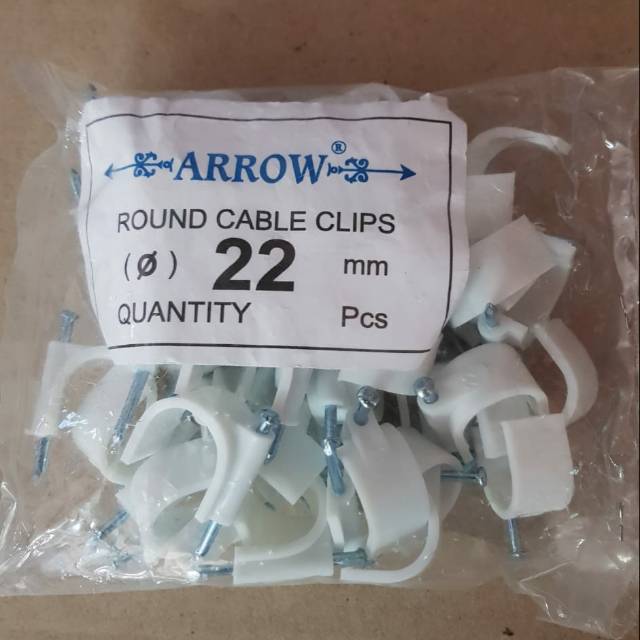 ARROW®
ROUND CABLE CLIPS
(Ø) 22 mm
QUANTITY Pcs